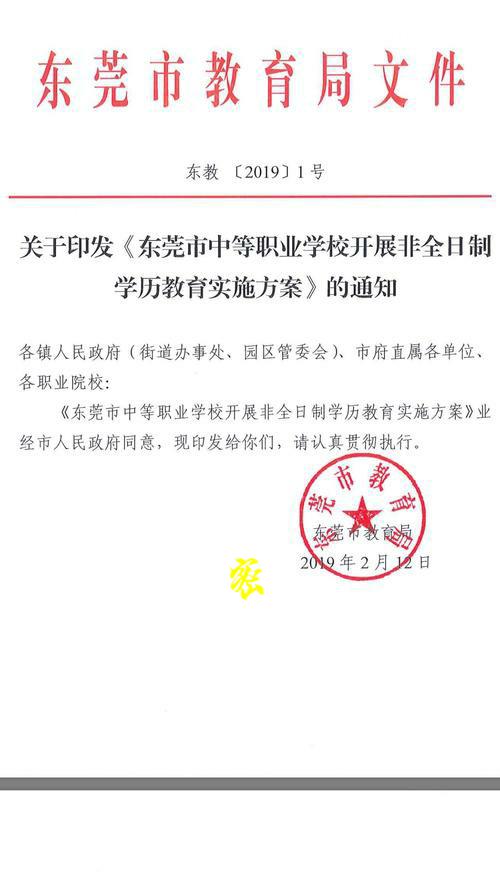 东莞市教育局文件
东教〔2019〕1号
关于印发《东莞市中等职业学校开展非全日制
学历教育实施方案》的通知
各镇人民政府（街道办事处、园区管委会）、市府直属各单位、
各职业院校：
《东莞市中等职业学校开展非全日制学历教育实施方案》业
经市人民政府同意，现印发给你们，请认真贯彻执行。
东莞市教育局
东莞市教育局
2019年2月12日
密